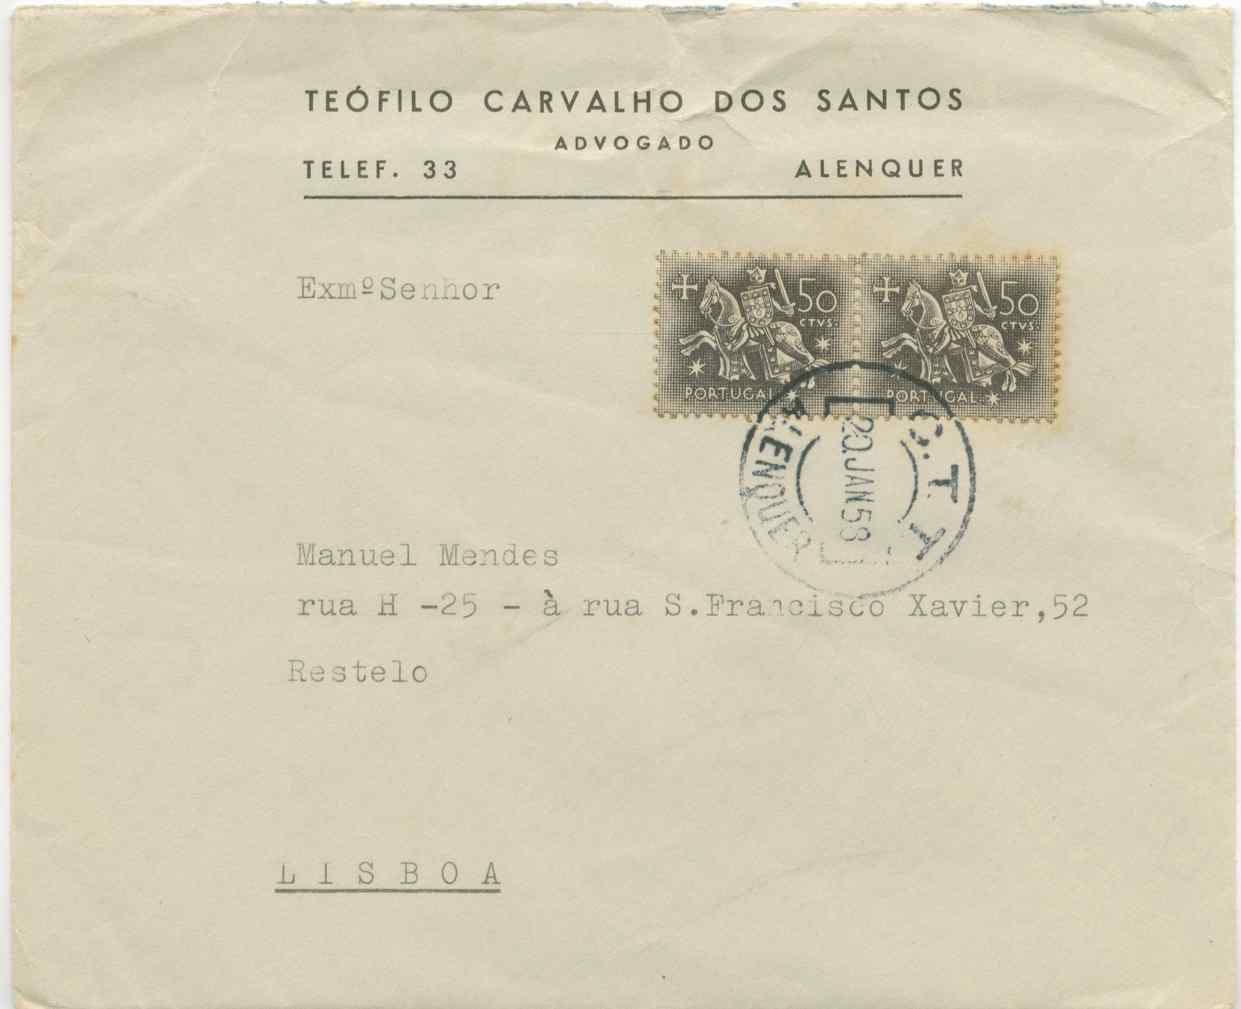 TEÓFILO CARVALHO DOS SANTOS
ADVOGADO
TELEF. 33 ALENQUER
Exmº Senhor
50 CTVS. PORTUGAL
50 CTVS. PORTUGAL
C.T.T.
ALENQUER
20.JAN 58
Manuel Mendes
rua H -25 - à rua S.Francisco Xavier,52
Restelo
LISBOA